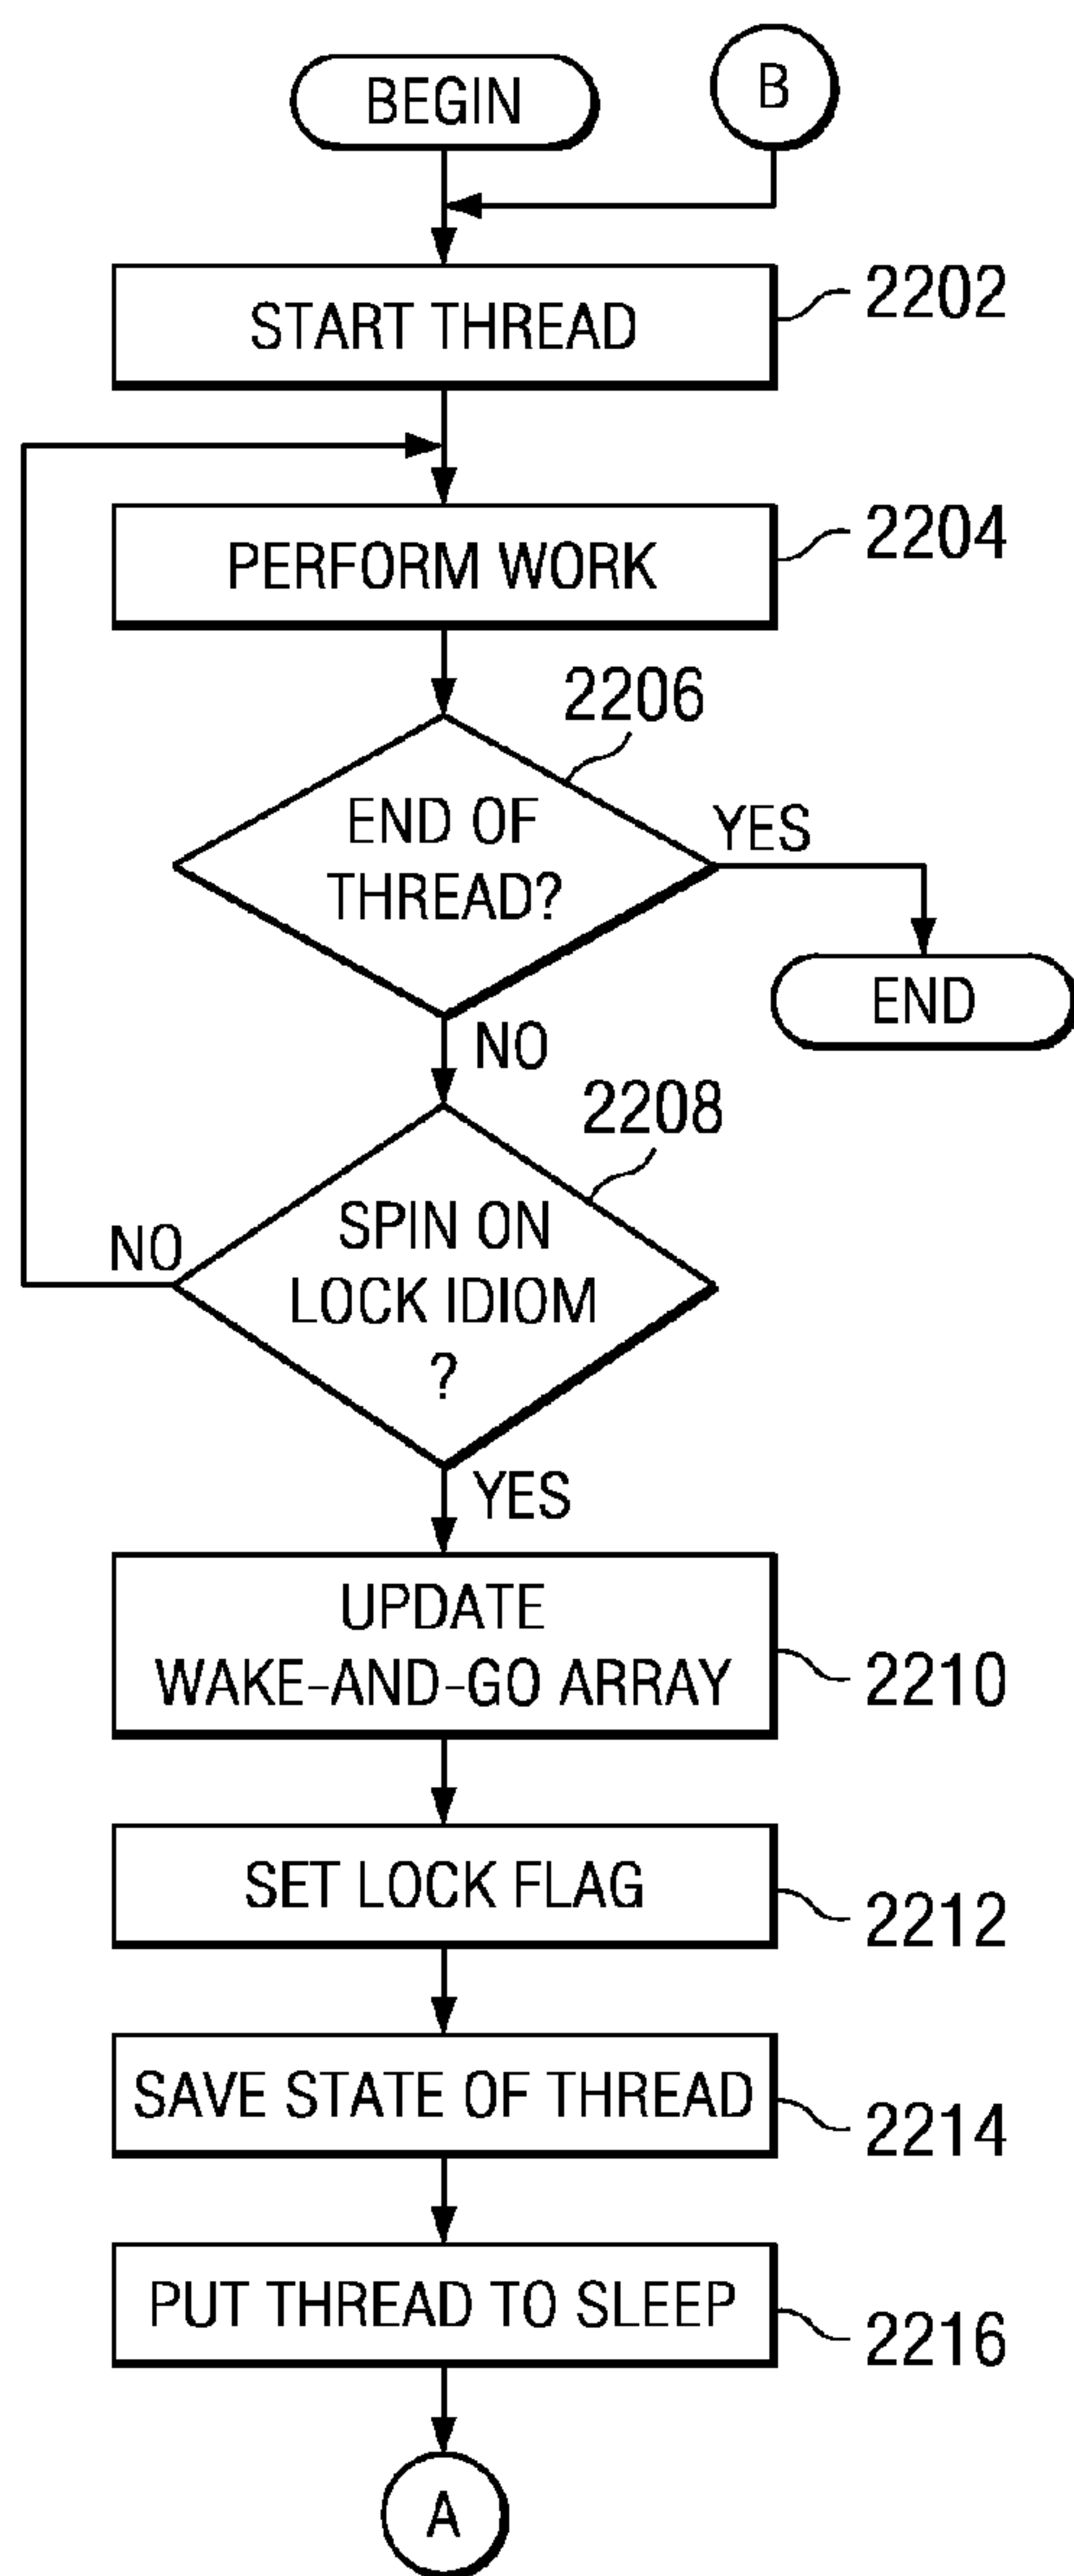 BEGIN
B
START THREAD
2202
PERFORM WORK
2204
2206
END OF
THREAD?
YES
END
NO
2208
SPIN ON
LOCK IDIOM
?
NO
YES
UPDATE
WAKE-AND-GO ARRAY
2210
SET LOCK FLAG
2212
SAVE STATE OF THREAD
2214
PUT THREAD TO SLEEP
2216
A